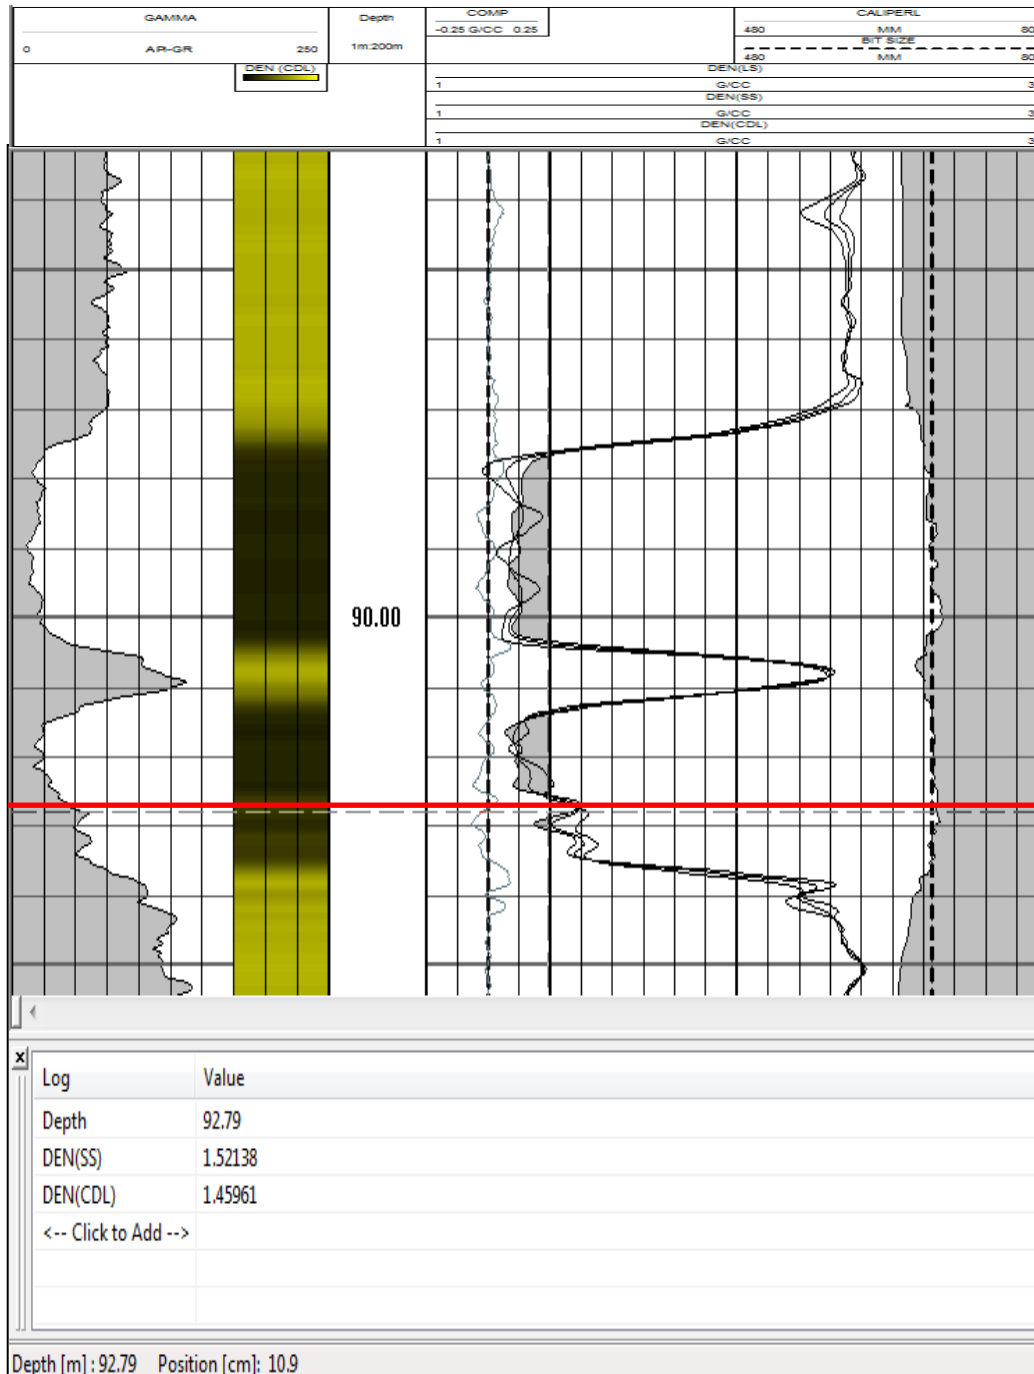 GAMMA
0 API-GR 250
DEN (CDL)
Depth
1m:200m
COMP
-0.25 G/CC 0.25
CALIPERL
480 MM 80
BIT SIZE
480 MM 80
DEN(LS)
1 G/CC 3
DEN(SS)
1 G/CC 3
DEN(CDL)
1 G/CC 3
90.00
x
Log Value
Depth 92.79
DEN(SS) 1.52138
DEN(CDL) 1.45961
<-- Click to Add -->
Depth [m] : 92.79 Position [cm]: 10.9